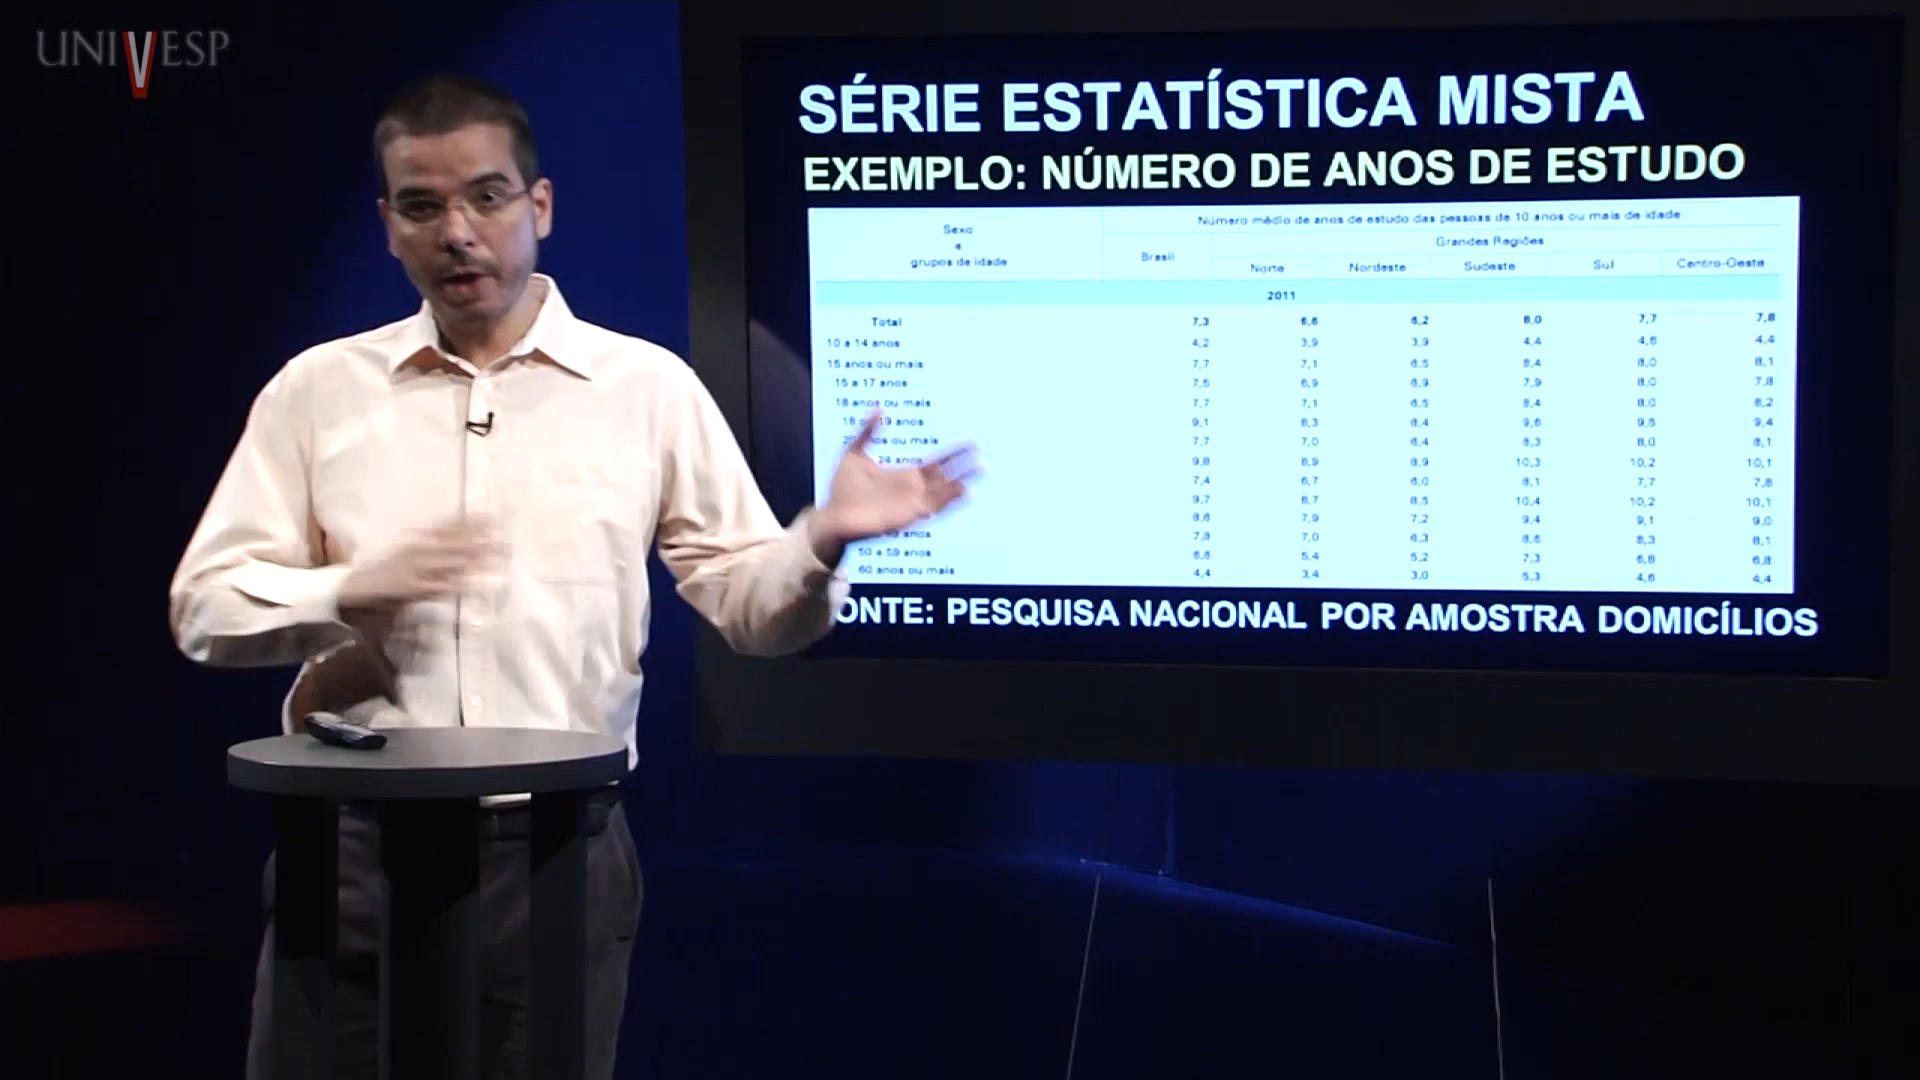 UNIVESP
SÉRIE ESTATÍSTICA MISTA
EXEMPLO: NÚMERO DE ANOS DE ESTUDO
Sexo e grupos de idade
Número médio de anos de estudo das pessoas de 10 anos ou mais de idade
Brasil
Grandes Regiões
Norte Nordeste Sudeste Sul Centro-Oeste
2011
Total 7,3 6,6 6,2 8,0 7,7 7,8
10 a 14 anos 4,2 3,9 3,9 4,4 4,6 4,4
15 anos ou mais 7,7 7,1 6,5 8,4 8,0 8,1
15 a 17 anos 7,5 6,9 6,9 7,9 8,0 7,8
18 anos ou mais 7,7 7,1 6,5 8,4 8,0 8,2
anos 9,1 8,3 8,4 9,6 9,5 9,4
ou mais 7,7 7,0 6,4 8,3 8,0 8,1
24 anos 9,8 8,9 8,9 10,3 10,2 10,1
7,4 6,7 6,0 8,1 7,7 7,8
9,7 8,7 8,5 10,4 10,2 10,1
8,6 7,9 7,2 9,4 9,1 9,0
anos 7,8 7,0 6,3 8,6 8,3 8,1
50 a 59 anos 6,6 5,4 5,2 7,3 6,8 6,8
60 anos ou mais 4,4 3,4 3,0 5,3 4,6 4,4
ONTE: PESQUISA NACIONAL POR AMOSTRA DOMICÍLIOS